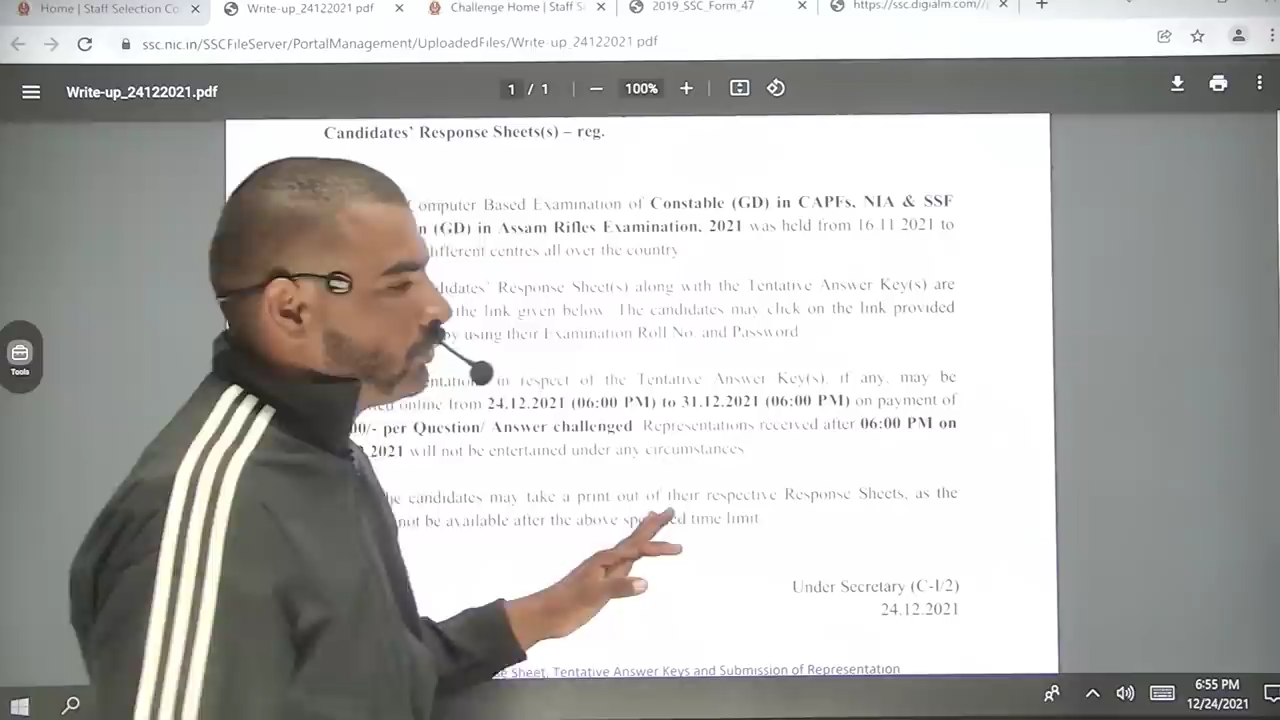 Home | Staff Selection Co
Write-up_24122021.pdf
Challenge Home | Staff S
2019_SSC_Form_47
https://ssc.digialm.com//
ssc.nic.in/SSCFileServer/PortalManagement/UploadedFiles/Write-up_24122021.pdf
Write-up_24122021.pdf
1 / 1
100%
Candidates' Response Sheets(s) – reg.
omputer Based Examination of Constable (GD) in CAPFs, NIA & SSF
n (GD) in Assam Rifles Examination, 2021 was held from 16 11 2021 to
ifferent centres all over the country
didates' Response Sheet(s) along with the Tentative Answer Key(s) are
the link given below. The candidates may click on the link provided
by using their Examination Roll No. and Password
entation in respect of the Tentative Answer Key(s), if any, may be
online from 24.12.2021 (06:00 PM) to 31.12.2021 (06:00 PM) on payment of
00/- per Question/ Answer challenged Representations received after 06:00 PM on
.2021 will not be entertained under any circumstances
he candidates may take a print out of their respective Response Sheets, as the
not be available after the above time limit.
Under Secretary (C-1/2)
24.12.2021
e Sheet, Tentative Answer Keys and Submission of Representation
Tools
6:55 PM
12/24/2021